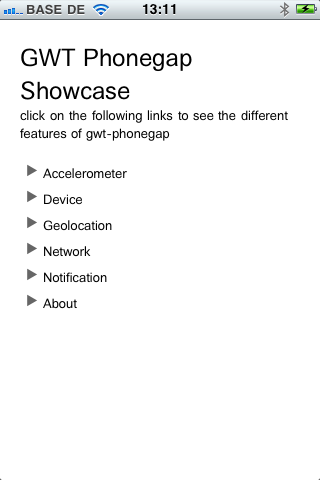 BASE DE 13:11
GWT Phonegap
Showcase
click on the following links to see the different
features of gwt-phonegap
Accelerometer
Device
Geolocation
Network
Notification
About